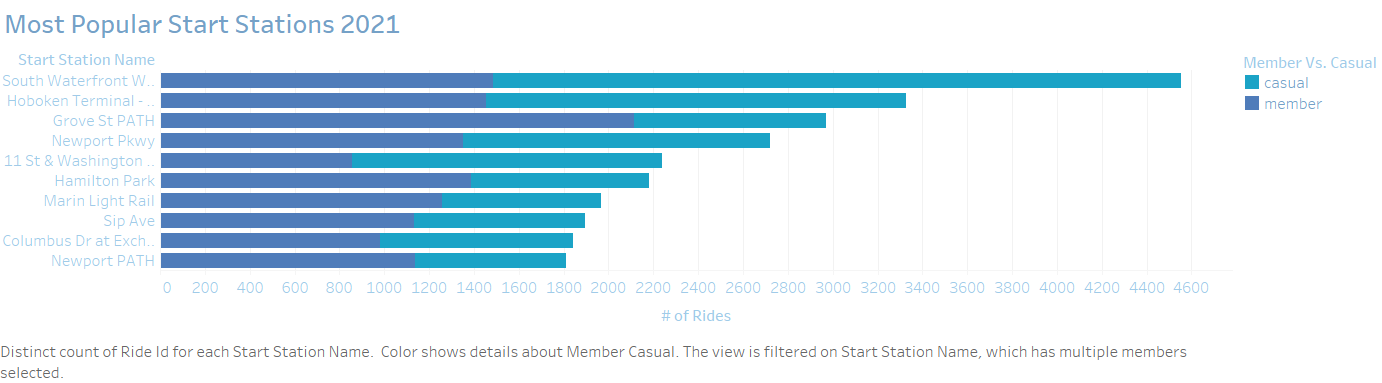 Most Popular Start Stations 2021
Start Station Name
South Waterfront W..
Hoboken Terminal - ..
Grove St PATH
Newport Pkwy
11 St & Washington ..
Hamilton Park
Marin Light Rail
Sip Ave
Columbus Dr at Exch..
Newport PATH
0 200 400 600 800 1000 1200 1400 1600 1800 2000 2200 2400 2600 2800 3000 3200 3400 3600 3800 4000 4200 4400 4600
# of Rides
Member Vs. Casual
casual
member
Distinct count of Ride Id for each Start Station Name.  Color shows details about Member Casual. The view is filtered on Start Station Name, which has multiple members
selected.